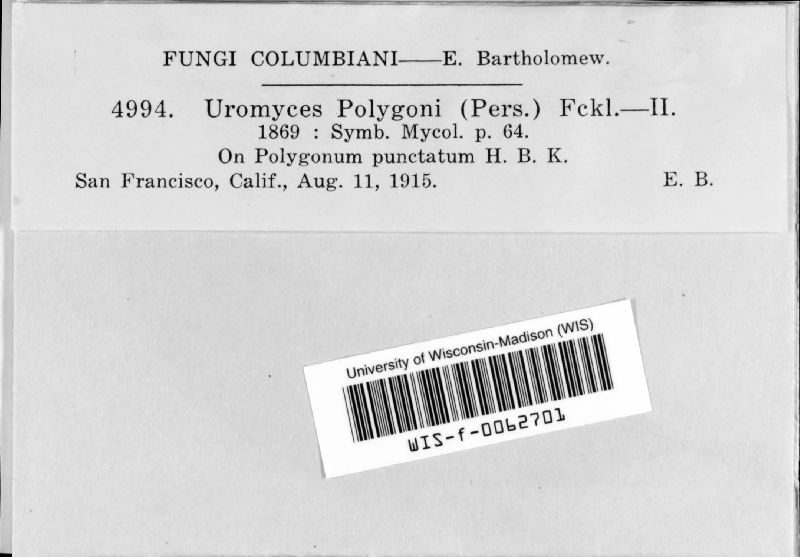 FUNGI COLUMBIANI——E. Bartholomew.
4994. Uromyces Polygoni (Pers.) Fckl.—II.
1869 : Symb. Mycol. p. 64.
On Polygonum punctatum H. B. K.
San Francisco, Calif., Aug. 11, 1915. E. B.
University of Wisconsin-Madison (WIS)
WIS-f-0062701